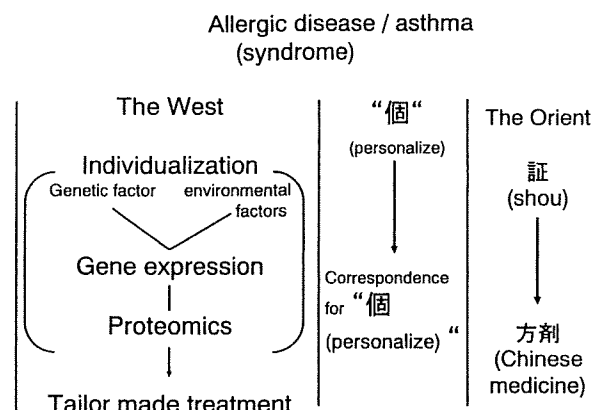 Allergic disease / asthma
(syndrome)
The West
Individualization
Genetic factor environmental
factors
Gene expression
Proteomics
Tailor made treatment
“個“
(personalize)
Correspondence
for “個
(personalize) “
The Orient
証
(shou)
方剤
(Chinese
medicine)